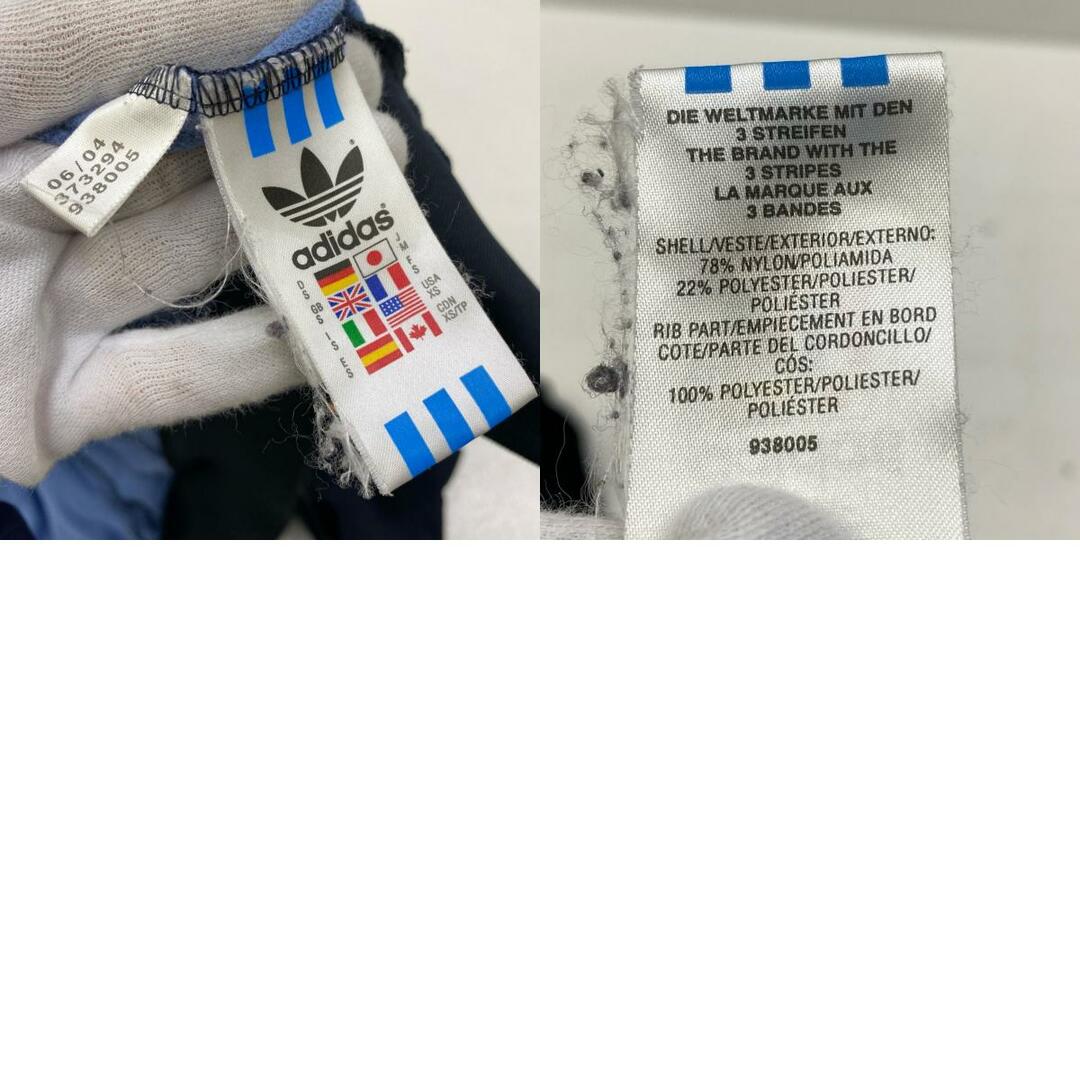 06/04
373294
938005
adidas
D S
J M
GB S
F S
I S
USA XS
E S
CDN XS/TP
DIE WELTMARKE MIT DEN
3 STREIFEN
THE BRAND WITH THE
3 STRIPES
LA MARQUE AUX
3 BANDES
SHELL/VESTE/EXTERIOR/EXTERNO:
78% NYLON/POLIAMIDA
22% POLYESTER/POLIESTER/
POLIÉSTER
RIB PART/EMPIECEMENT EN BORD
COTE/PARTE DEL CORDONCILLO/
CÓS:
100% POLYESTER/POLIESTER/
POLIÉSTER
938005